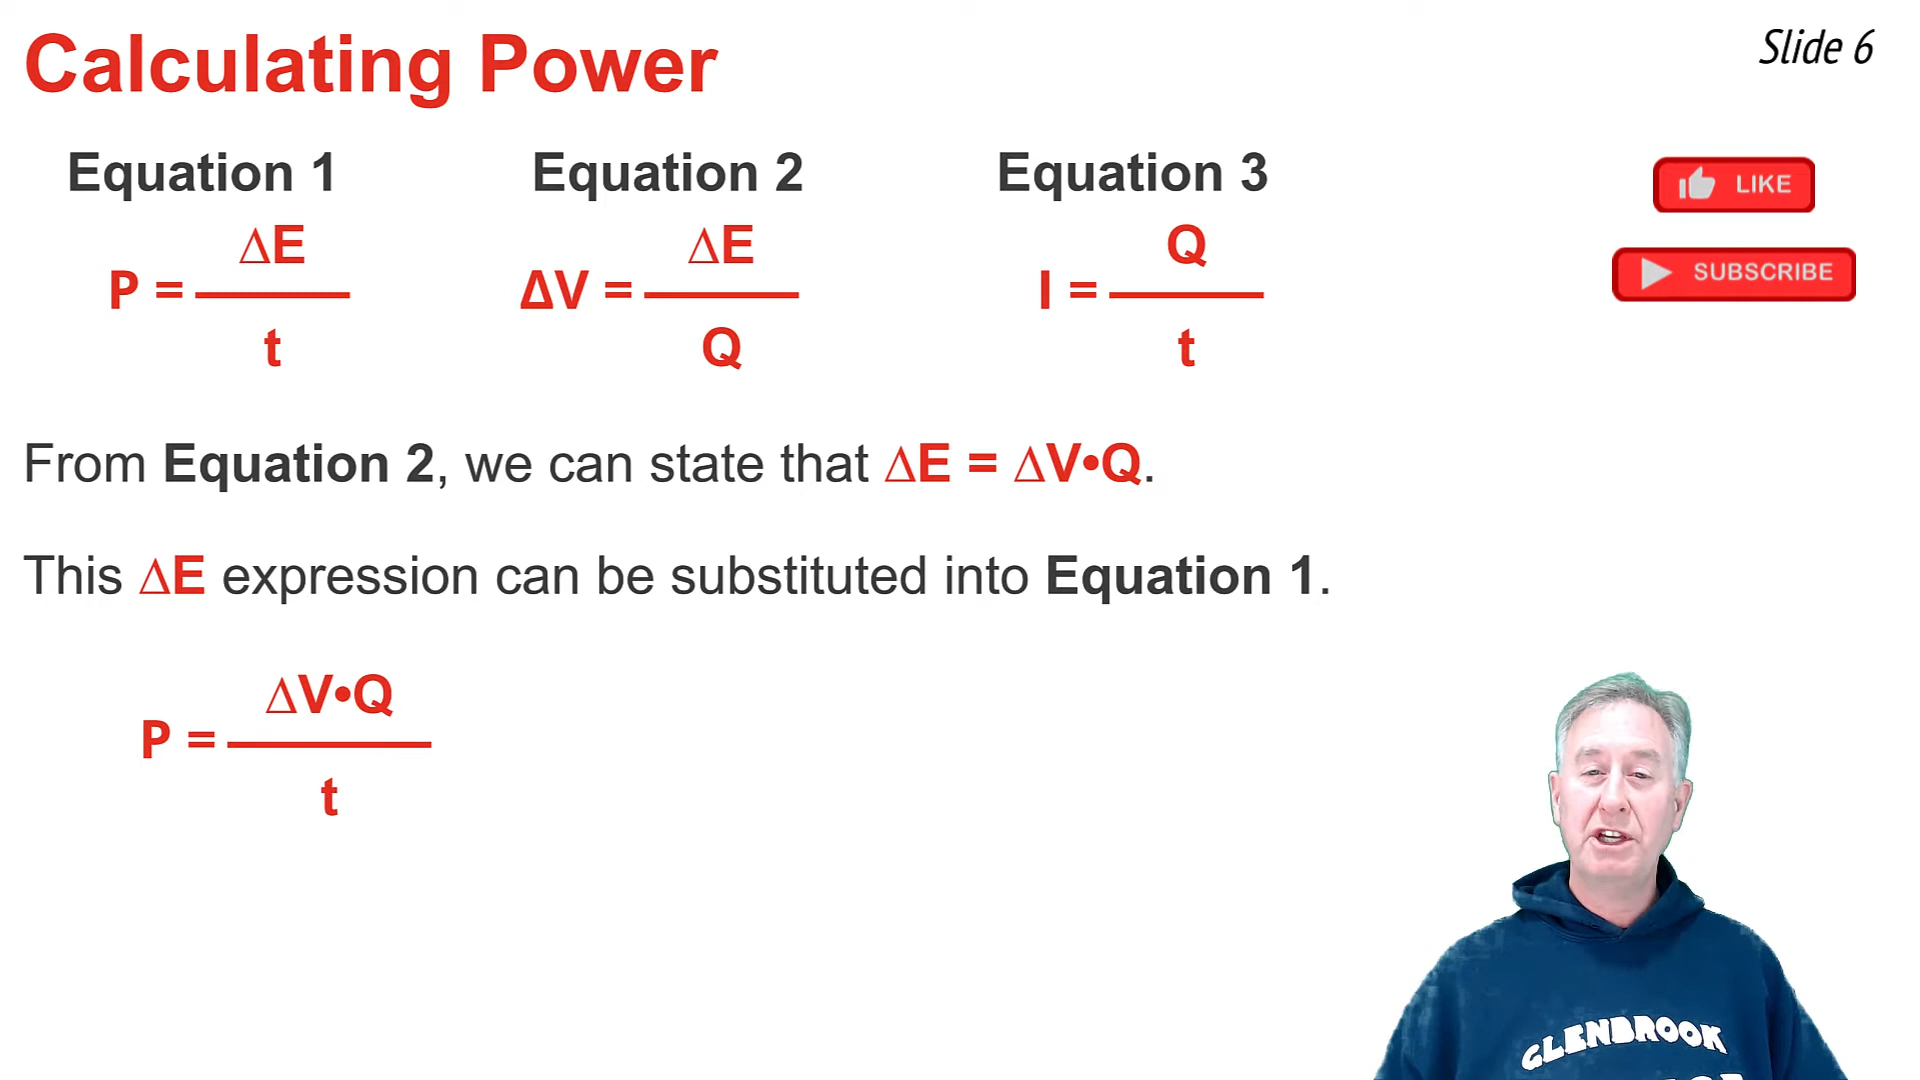 Calculating Power
Slide 6
Equation 1
Equation 2
Equation 3
P = ΔE / t
ΔV = ΔE / Q
I = Q / t
LIKE
SUBSCRIBE
From Equation 2, we can state that ΔE = ΔV•Q.
This ΔE expression can be substituted into Equation 1.
P = ΔV•Q / t
GLENBROOK